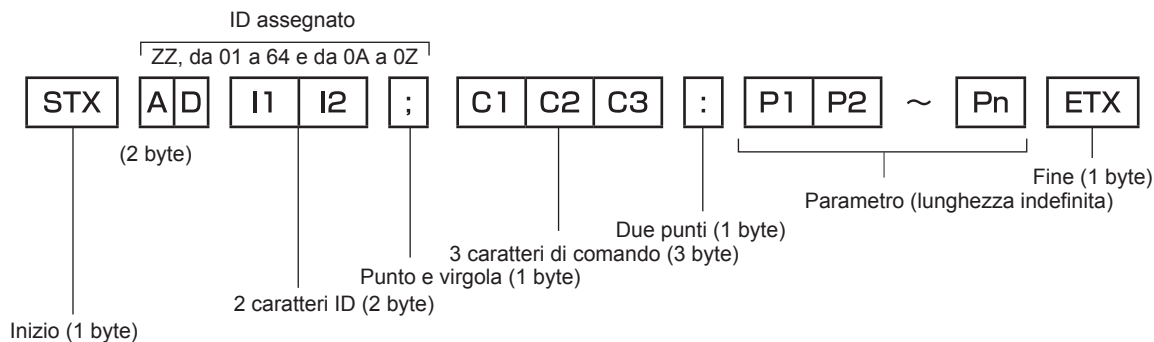 ID assegnato
ZZ, da 01 a 64 e da 0A a 0Z
STX A D I1 I2 ; C1 C2 C3 : P1 P2 ～ Pn ETX
(2 byte)
Fine (1 byte)
Parametro (lunghezza indefinita)
Due punti (1 byte)
3 caratteri di comando (3 byte)
Punto e virgola (1 byte)
2 caratteri ID (2 byte)
Inizio (1 byte)